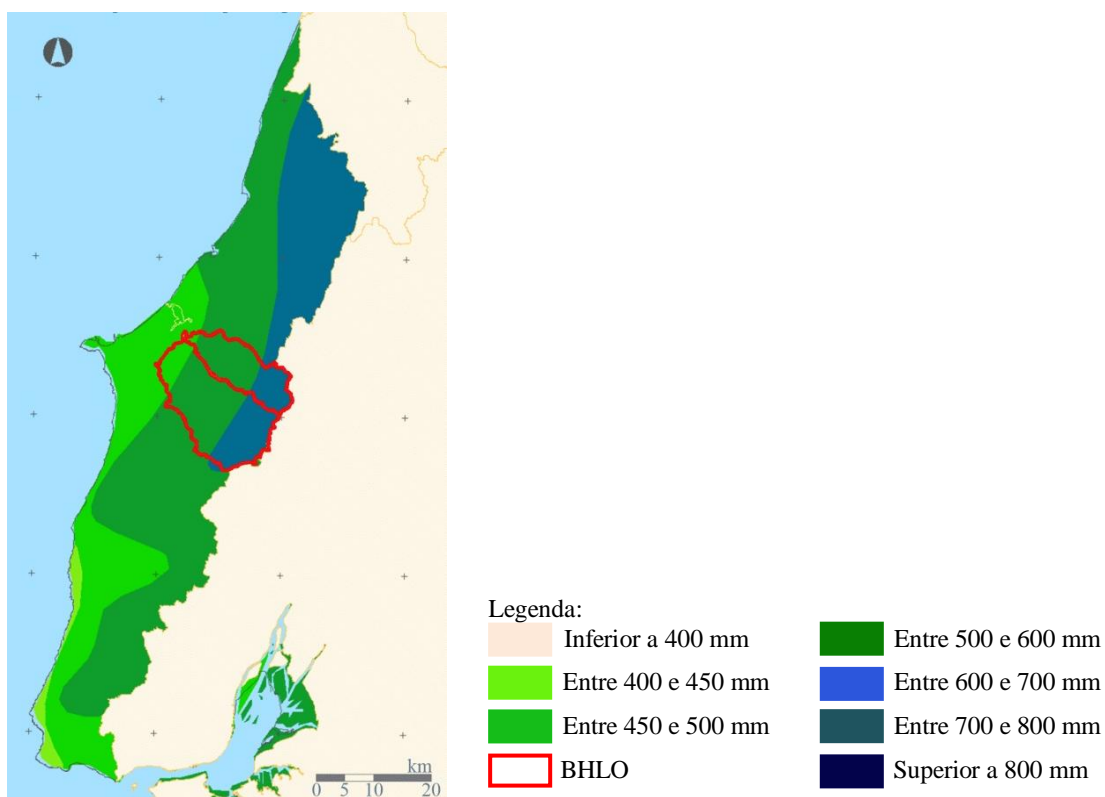 km
0 5 10 20
Legenda:
Inferior a 400 mm
Entre 400 e 450 mm
Entre 450 e 500 mm
BHLO
Entre 500 e 600 mm
Entre 600 e 700 mm
Entre 700 e 800 mm
Superior a 800 mm